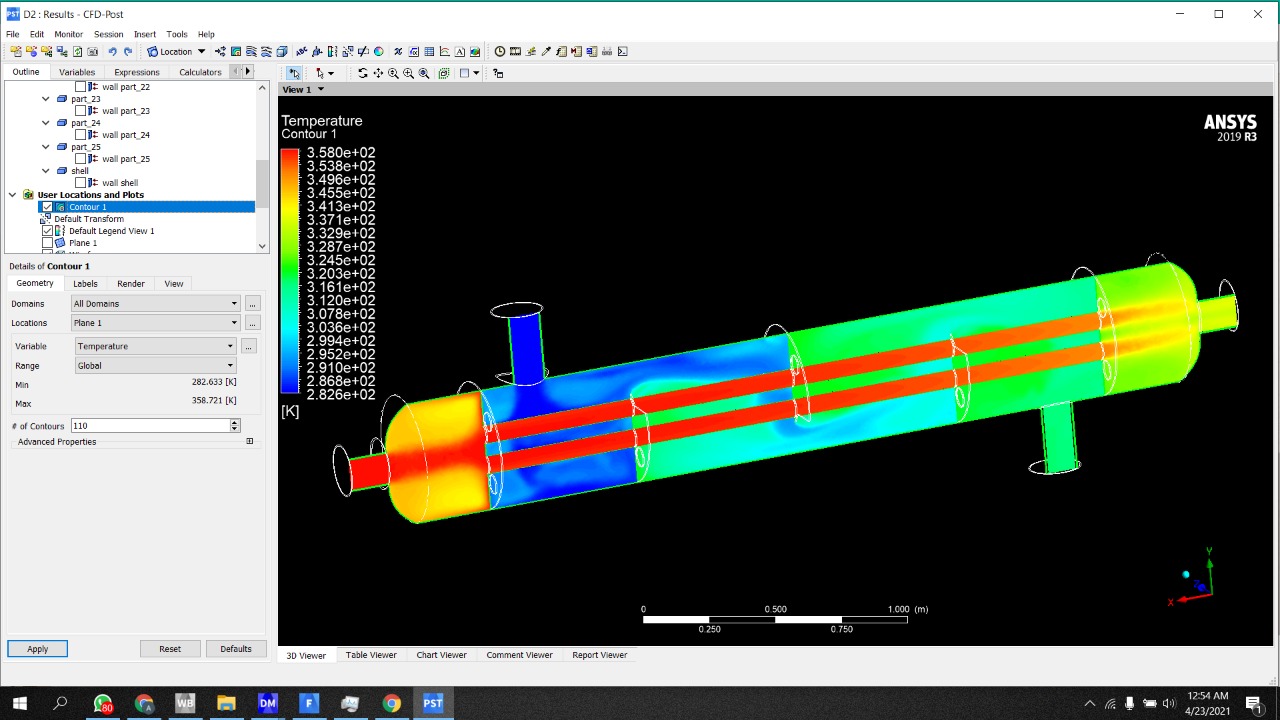 D2 : Results - CFD-Post
File Edit Monitor Session Insert Tools Help
Location
Outline Variables Expressions Calculators
wall part_22
part_23
wall part_23
part_24
wall part_24
part_25
wall part_25
shell
wall shell
User Locations and Plots
Contour 1
Default Transform
Default Legend View 1
Plane 1
Details of Contour 1
Geometry Labels Render View
Domains All Domains ...
Locations Plane 1 ...
Variable Temperature ...
Range Global
Min 282.633 [K]
Max 358.721 [K]
# of Contours 110
Advanced Properties
Apply Reset Defaults
View 1
Temperature
Contour 1
3.580e+02
3.538e+02
3.496e+02
3.455e+02
3.413e+02
3.371e+02
3.329e+02
3.287e+02
3.245e+02
3.203e+02
3.161e+02
3.120e+02
3.078e+02
3.036e+02
2.994e+02
2.952e+02
2.910e+02
2.868e+02
2.826e+02
[K]
ANSYS
2019 R3
Y
X
Z
0 0.500 1.000 (m)
0.250 0.750
3D Viewer Table Viewer Chart Viewer Comment Viewer Report Viewer
80 WB DM F PST
12:54 AM
4/23/2021
1